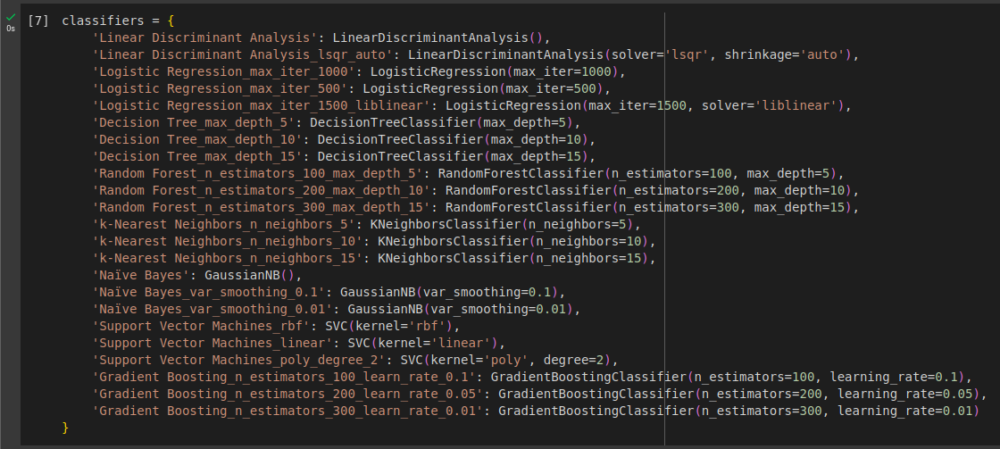 [7] classifiers = {
0s
'Linear Discriminant Analysis': LinearDiscriminantAnalysis(),
'Linear Discriminant Analysis_lsqr_auto': LinearDiscriminantAnalysis(solver='lsqr', shrinkage='auto'),
'Logistic Regression_max_iter_1000': LogisticRegression(max_iter=1000),
'Logistic Regression_max_iter_500': LogisticRegression(max_iter=500),
'Logistic Regression_max_iter_1500_liblinear': LogisticRegression(max_iter=1500, solver='liblinear'),
'Decision Tree_max_depth_5': DecisionTreeClassifier(max_depth=5),
'Decision Tree_max_depth_10': DecisionTreeClassifier(max_depth=10),
'Decision Tree_max_depth_15': DecisionTreeClassifier(max_depth=15),
'Random Forest_n_estimators_100_max_depth_5': RandomForestClassifier(n_estimators=100, max_depth=5),
'Random Forest_n_estimators_200_max_depth_10': RandomForestClassifier(n_estimators=200, max_depth=10),
'Random Forest_n_estimators_300_max_depth_15': RandomForestClassifier(n_estimators=300, max_depth=15),
'k-Nearest Neighbors_n_neighbors_5': KNeighborsClassifier(n_neighbors=5),
'k-Nearest Neighbors_n_neighbors_10': KNeighborsClassifier(n_neighbors=10),
'k-Nearest Neighbors_n_neighbors_15': KNeighborsClassifier(n_neighbors=15),
'Naïve Bayes': GaussianNB(),
'Naïve Bayes_var_smoothing_0.1': GaussianNB(var_smoothing=0.1),
'Naïve Bayes_var_smoothing_0.01': GaussianNB(var_smoothing=0.01),
'Support Vector Machines_rbf': SVC(kernel='rbf'),
'Support Vector Machines_linear': SVC(kernel='linear'),
'Support Vector Machines_poly_degree_2': SVC(kernel='poly', degree=2),
'Gradient Boosting_n_estimators_100_learn_rate_0.1': GradientBoostingClassifier(n_estimators=100, learning_rate=0.1),
'Gradient Boosting_n_estimators_200_learn_rate_0.05': GradientBoostingClassifier(n_estimators=200, learning_rate=0.05),
'Gradient Boosting_n_estimators_300_learn_rate_0.01': GradientBoostingClassifier(n_estimators=300, learning_rate=0.01)
}